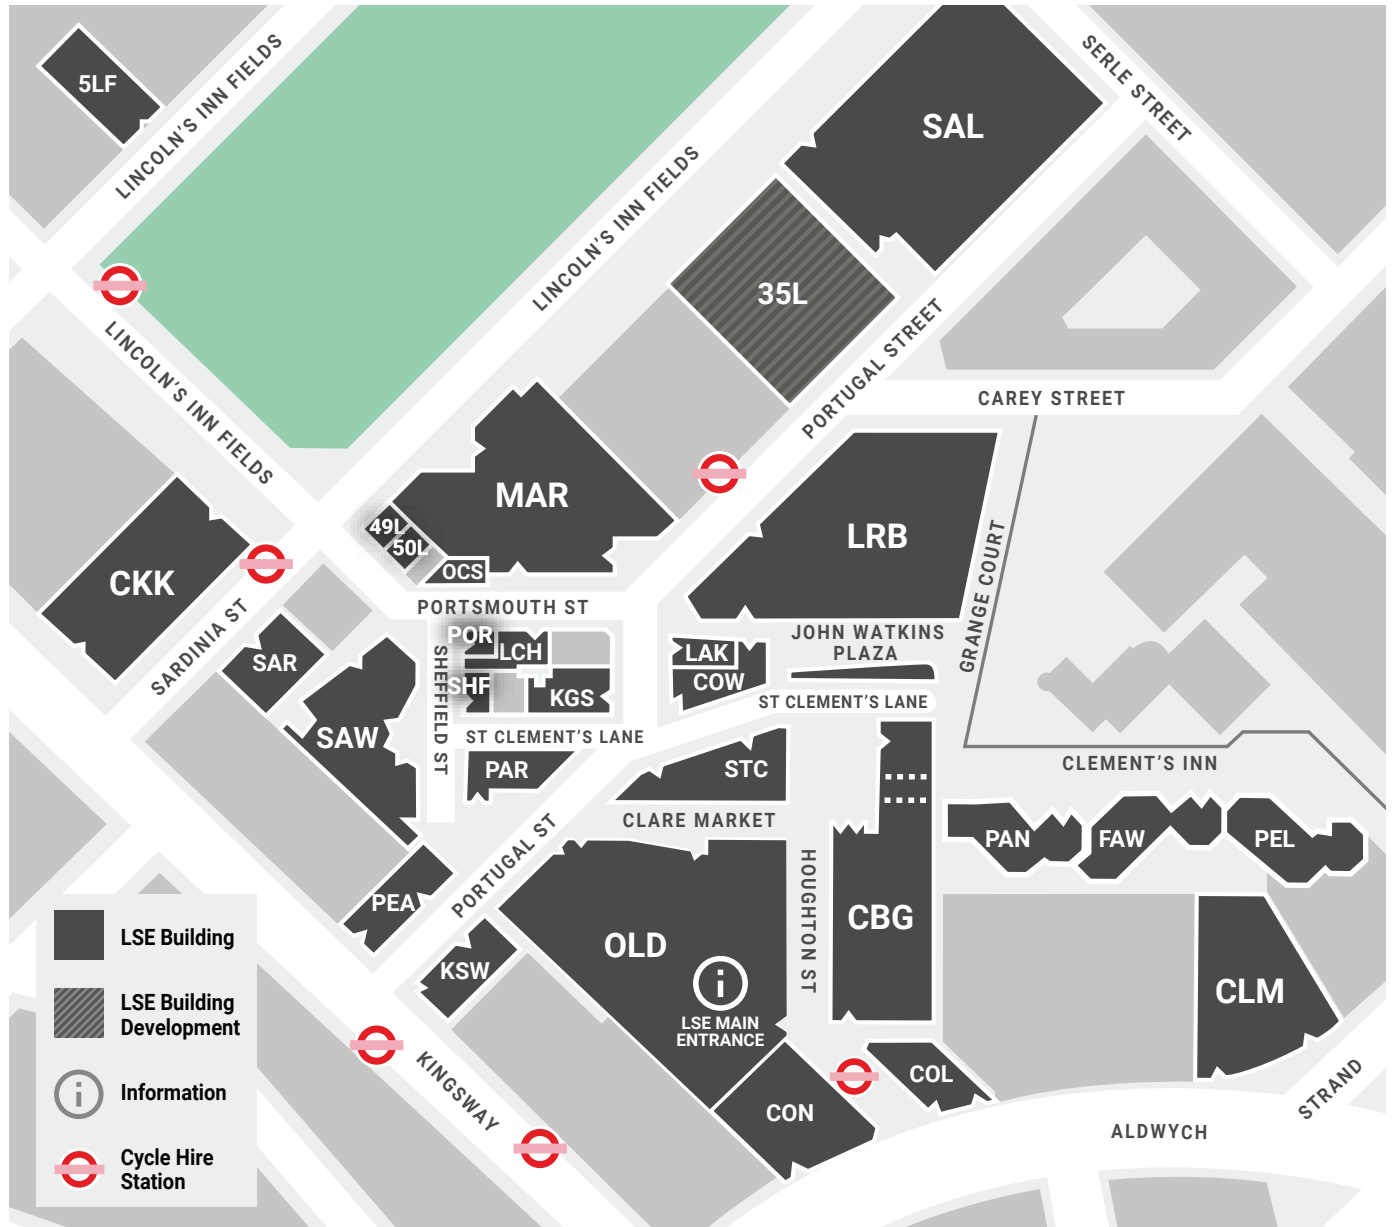 5LF
LINCOLN'S INN FIELDS
SAL
SERLE STREET
LINCOLN'S INN FIELDS
35L
LINCOLN'S INN FIELDS
PORTUGAL STREET
CAREY STREET
MAR
49L
50L
OCS
LRB
GRANGE COURT
CKK
SARDINIA ST
PORTSMOUTH ST
SAR
POR
LCH
SHF
KGS
SHEFFIELD ST
JOHN WATKINS
PLAZA
LAK
COW
ST CLEMENT'S LANE
SAW
ST CLEMENT'S LANE
PAR
STC
CLEMENT'S INN
CLARE MARKET
PAN
FAW
PEL
PORTUGAL ST
HOUGHTON ST
PEA
KSW
OLD
CBG
CLM
LSE MAIN
ENTRANCE
KINGSWAY
CON
COL
ALDWYCH
STRAND
LSE Building
LSE Building
Development
Information
Cycle Hire
Station